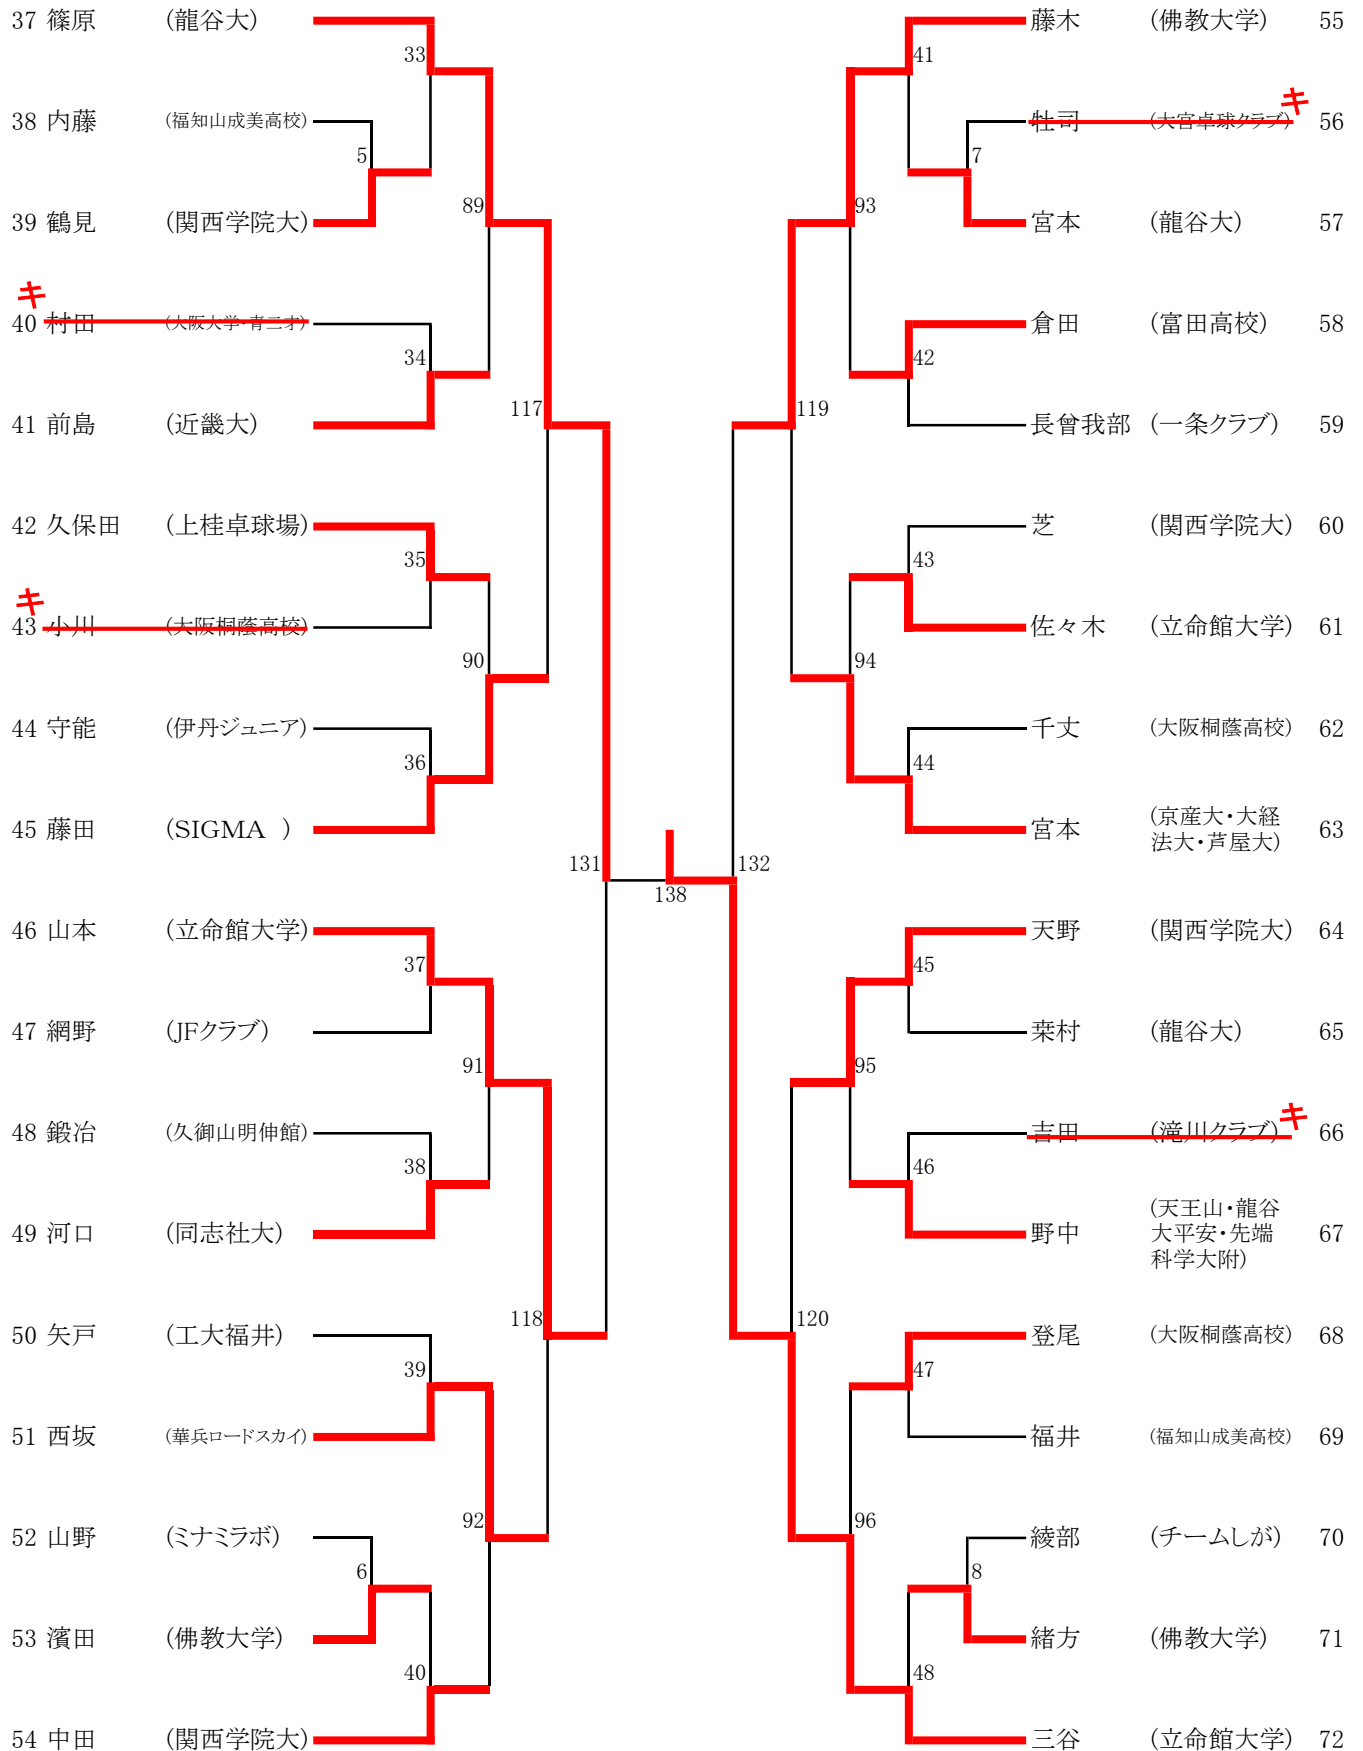 37 篠原 (龍谷大)
33
38 内藤 (福知山成美高校)
5
39 鶴見 (関西学院大)
89
キ
40 村田 (大阪大学・青二才)
34
41 前島 (近畿大)
117
42 久保田 (上桂卓球場)
35
キ
43 小川 (大阪桐蔭高校)
90
44 守能 (伊丹ジュニア)
36
45 藤田 (SIGMA )
131
46 山本 (立命館大学)
37
47 網野 (JFクラブ)
91
48 鍛冶 (久御山明伸館)
38
49 河口 (同志社大)
118
50 矢戸 (工大福井)
39
51 西坂 (華兵ロードスカイ)
92
52 山野 (ミナミラボ)
6
53 濱田 (佛教大学)
40
54 中田 (関西学院大)
138
藤木 (佛教大学) 55
41
キ
牡司 (大宮卓球クラブ) 56
7
宮本 (龍谷大) 57
93
倉田 (富田高校) 58
42
長曾我部 (一条クラブ) 59
119
芝 (関西学院大) 60
43
佐々木 (立命館大学) 61
94
千丈 (大阪桐蔭高校) 62
44
宮本 (京産大・大経
法大・芦屋大) 63
132
天野 (関西学院大) 64
45
桒村 (龍谷大) 65
95
キ
吉田 (滝川クラブ) 66
46
野中 (天王山・龍谷
大平安・先端
科学大附) 67
120
登尾 (大阪桐蔭高校) 68
47
福井 (福知山成美高校) 69
96
綾部 (チームしが) 70
8
緒方 (佛教大学) 71
48
三谷 (立命館大学) 72